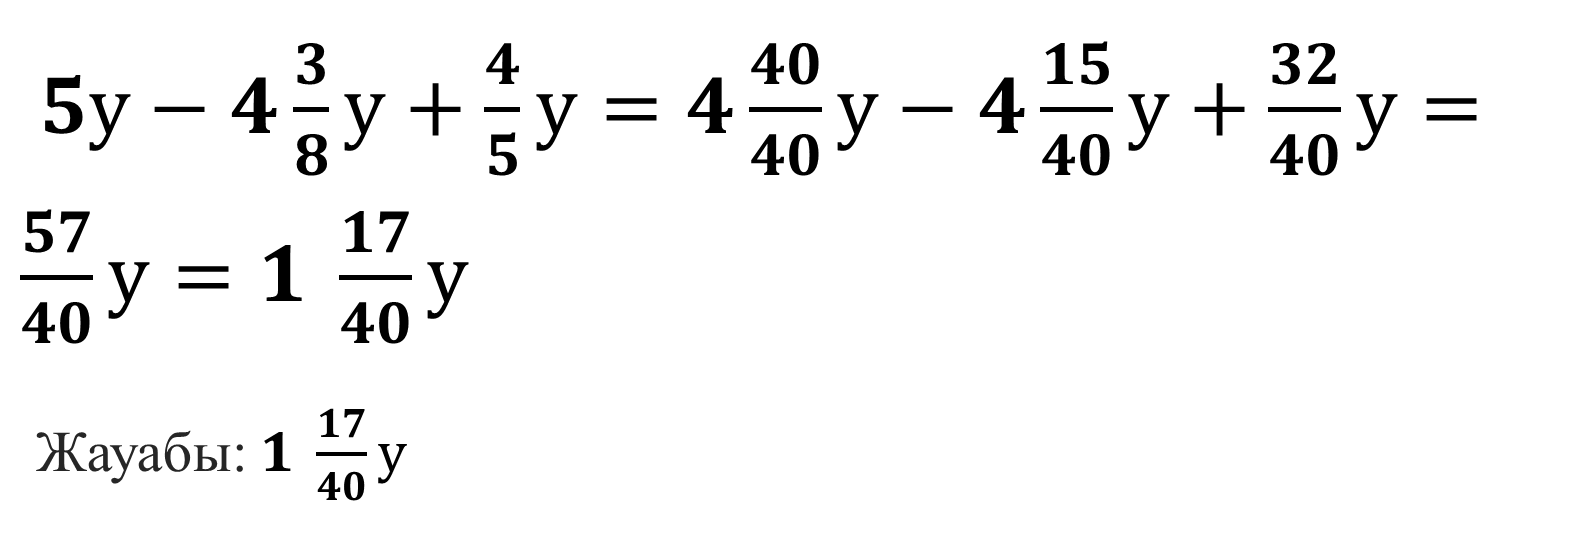 5y − 4 3/8 y + 4/5 y = 4 40/40 y − 4 15/40 y + 32/40 y =
57/40 y = 1 17/40 y
Жауабы: 1 17/40 y